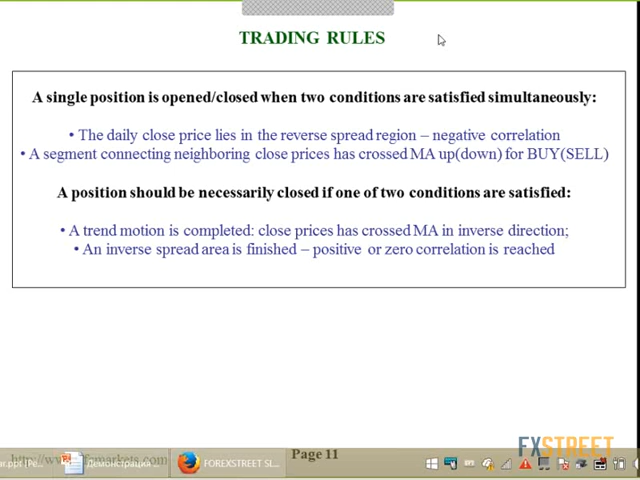 TRADING RULES
A single position is opened/closed when two conditions are satisfied simultaneously:
• The daily close price lies in the reverse spread region – negative correlation
• A segment connecting neighboring close prices has crossed MA up(down) for BUY(SELL)
A position should be necessarily closed if one of two conditions are satisfied:
• A trend motion is completed: close prices has crossed MA in inverse direction;
• An inverse spread area is finished – positive or zero correlation is reached
FXSTREET
Page 11
Демонстрация ...
FOREXSTREET SL...